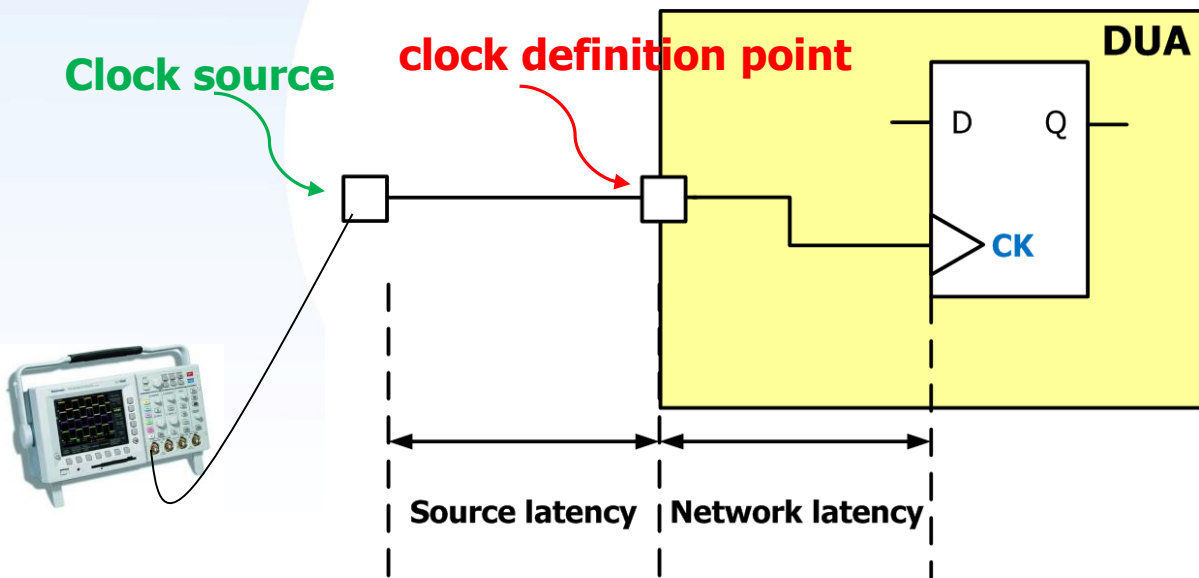 DUA
clock definition point
Clock source
D
Q
CK
Source latency
Network latency